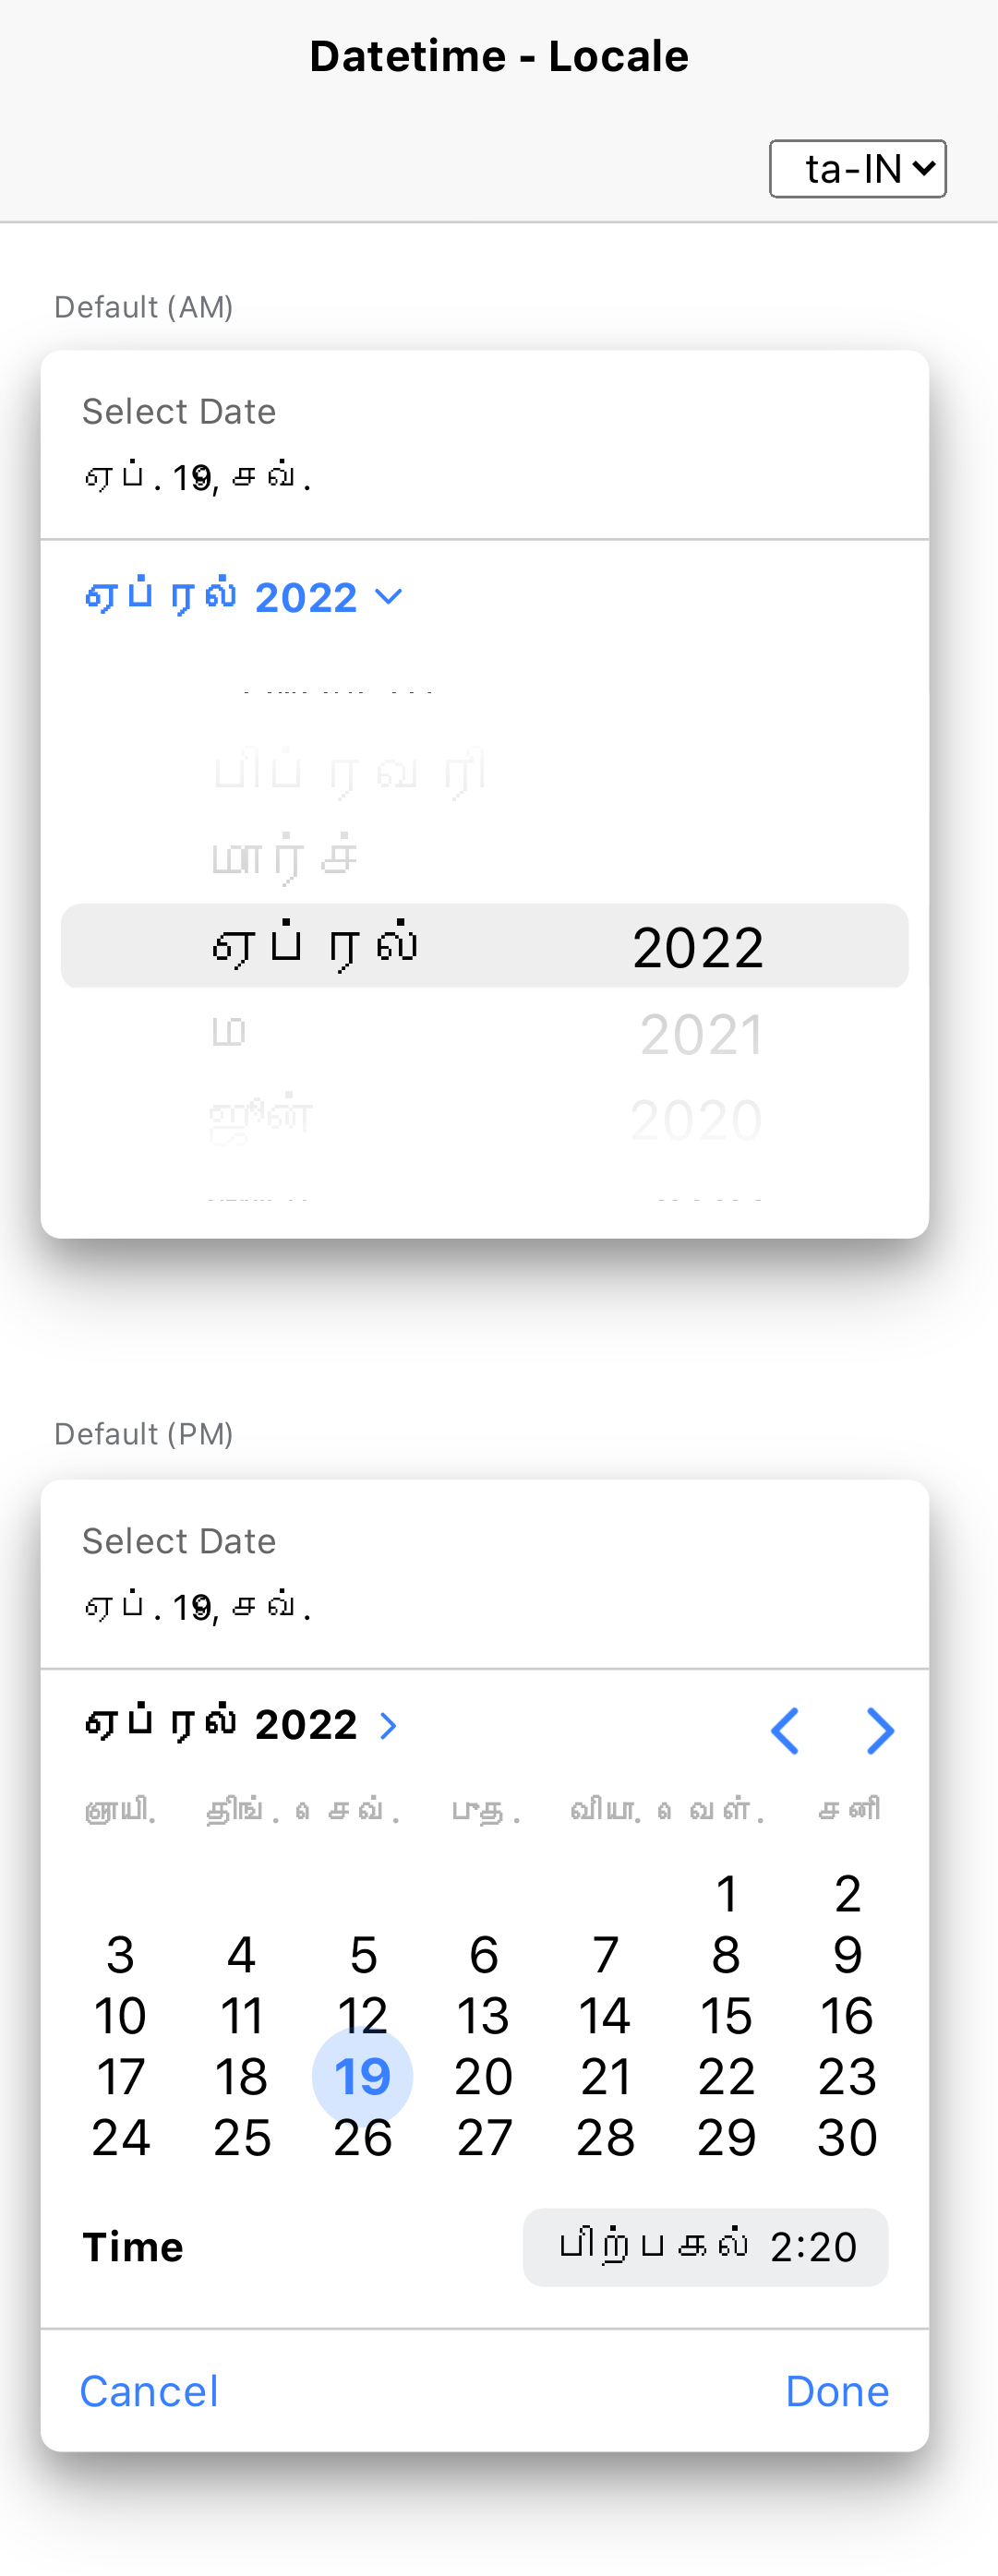 Datetime - Locale
ta-IN
Default (AM)
Select Date
ஏப். 19, செவ்.
ஏப்ரல் 2022
பிப்ரவரி
மார்ச்
ஏப்ரல் 2022
ம 2021
ஜூன் 2020
Default (PM)
Select Date
ஏப். 19, செவ்.
ஏப்ரல் 2022
ஞாயி. திங். செவ். புத. வியா. வெள். சனி
1 2
3 4 5 6 7 8 9
10 11 12 13 14 15 16
17 18 19 20 21 22 23
24 25 26 27 28 29 30
Time பிற்பகல் 2:20
Cancel Done